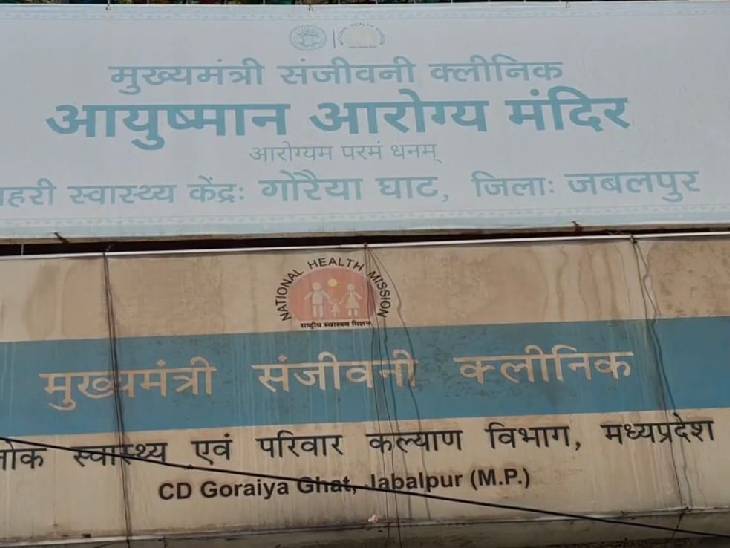 मुख्यमंत्री संजीवनी क्लीनिक
आयुष्मान आरोग्य मंदिर
आरोग्यम परमं धनम्
हरी स्वास्थ्य केंद्रः गोरैया घाट, जिलाः जबलपुर
NATIONAL HEALTH MISSION
राष्ट्रीय स्वास्थ्य मिशन
मुख्यमंत्री संजीवनी क्लीनिक
ोक स्वास्थ्य एवं परिवार कल्याण विभाग, मध्यप्रदेश
CD Goraiya Ghat, Jabalpur (M.P.)